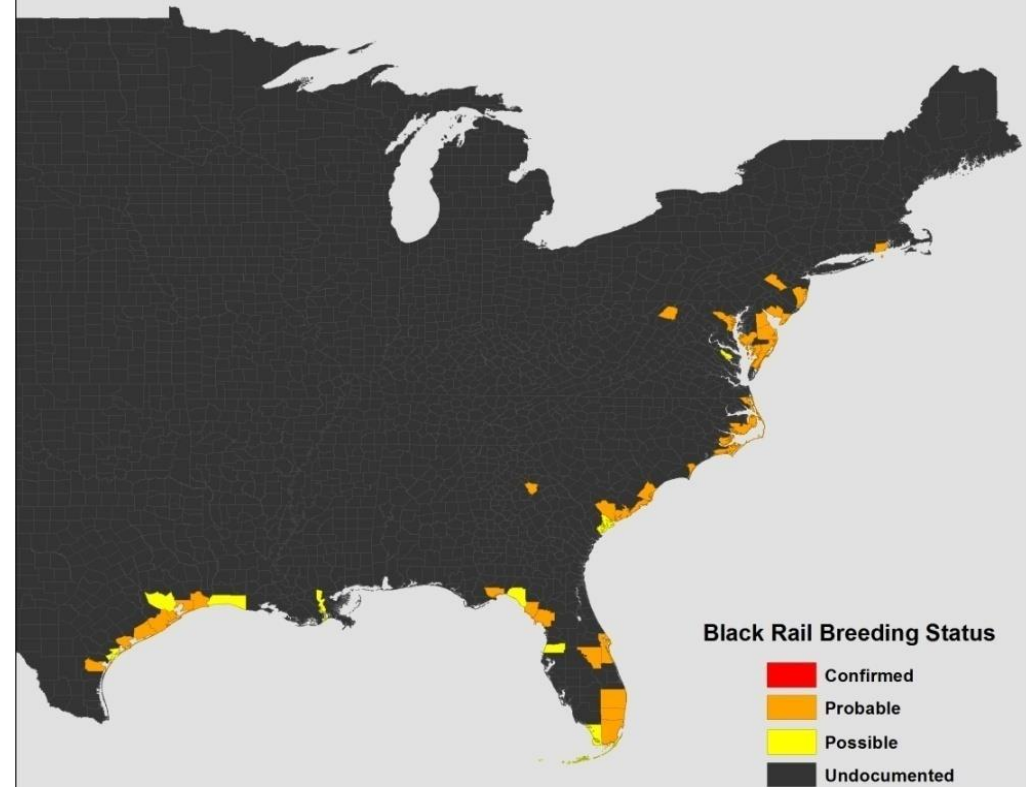 Black Rail Breeding Status
Confirmed
Probable
Possible
Undocumented